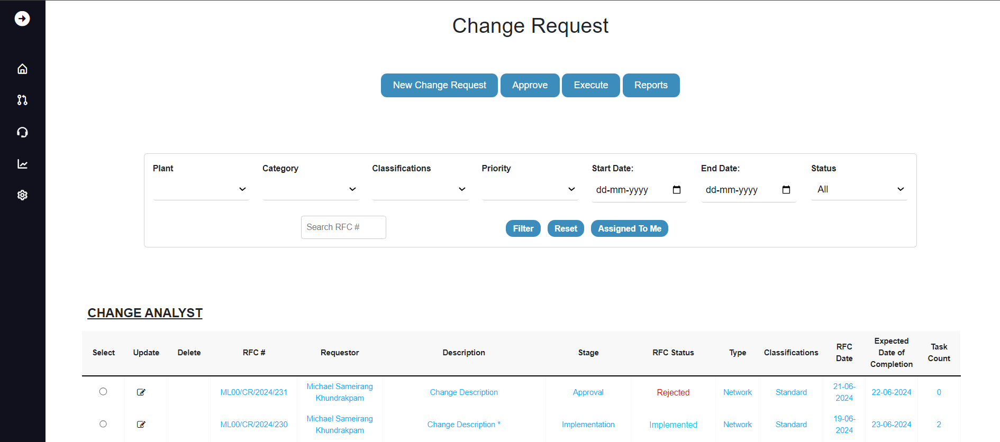 Change Request
New Change Request Approve Execute Reports
Plant Category Classifications Priority Start Date: End Date: Status
dd-mm-yyyy dd-mm-yyyy All
Search RFC # Filter Reset Assigned To Me
CHANGE ANALYST
Select Update Delete RFC # Requestor Description Stage RFC Status Type Classifications RFC Date Expected Date of Completion Task Count
ML00/CR/2024/231 Michael Sameirang Khundrakpam Change Description Approval Rejected Network Standard 21-06-2024 22-06-2024 0
ML00/CR/2024/230 Michael Sameirang Khundrakpam Change Description * Implementation Implemented Network Standard 19-06-2024 23-06-2024 2